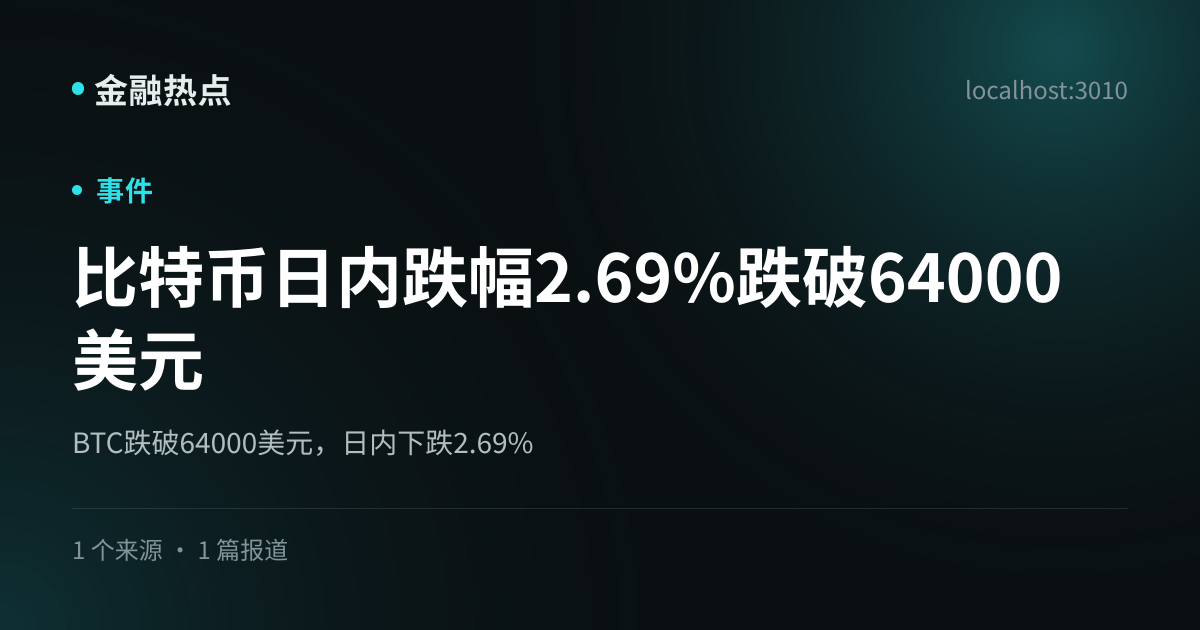 金融热点
localhost:3010
事件
比特币日内跌幅2.69%跌破64000
美元
BTC跌破64000美元，日内下跌2.69%
1 个来源 · 1 篇报道